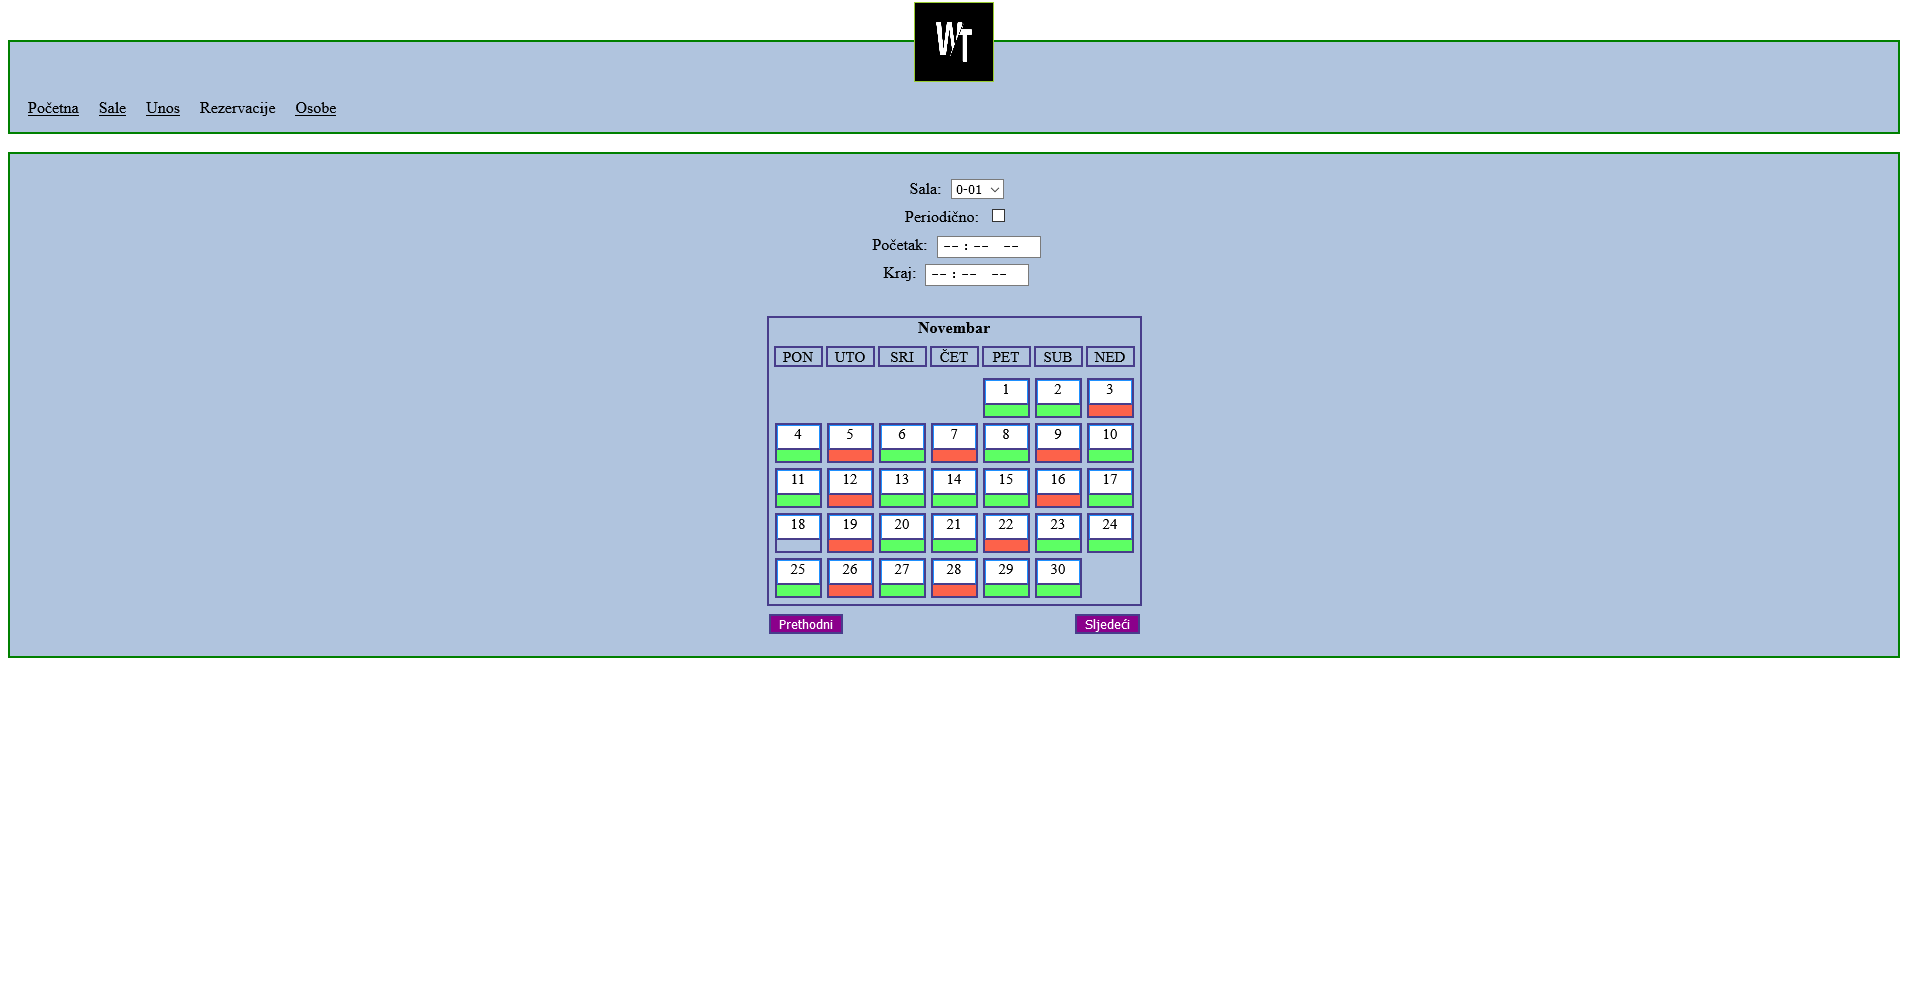 WT
Početna Sale Unos Rezervacije Osobe
Sala: 0-01
Periodično:
Početak: -- : -- --
Kraj: -- : -- --
Novembar
PON UTO SRI ČET PET SUB NED
1 2 3
4 5 6 7 8 9 10
11 12 13 14 15 16 17
18 19 20 21 22 23 24
25 26 27 28 29 30
Prethodni Sljedeći